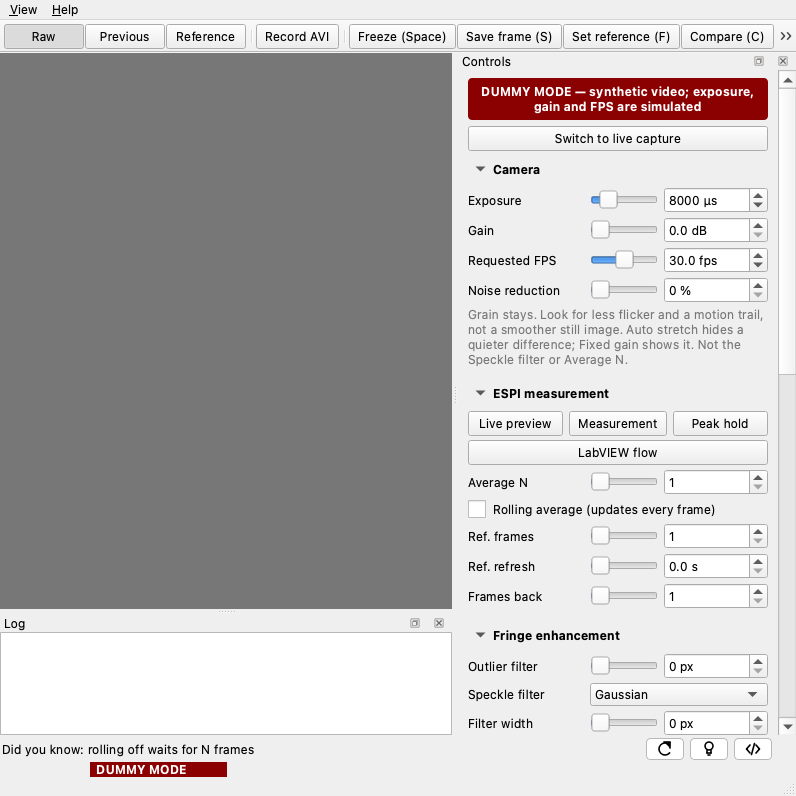 View Help
Raw Previous Reference Record AVI Freeze (Space) Save frame (S) Set reference (F) Compare (C)
Controls
DUMMY MODE — synthetic video; exposure,
gain and FPS are simulated
Switch to live capture
Camera
Exposure 8000 µs
Gain 0.0 dB
Requested FPS 30.0 fps
Noise reduction 0 %
Grain stays. Look for less flicker and a motion trail,
not a smoother still image. Auto stretch hides a
quieter difference; Fixed gain shows it. Not the
Speckle filter or Average N.
ESPI measurement
Live preview Measurement Peak hold
LabVIEW flow
Average N 1
Rolling average (updates every frame)
Ref. frames 1
Ref. refresh 0.0 s
Frames back 1
Fringe enhancement
Outlier filter 0 px
Speckle filter Gaussian
Filter width 0 px
Log
Did you know: rolling off waits for N frames
DUMMY MODE